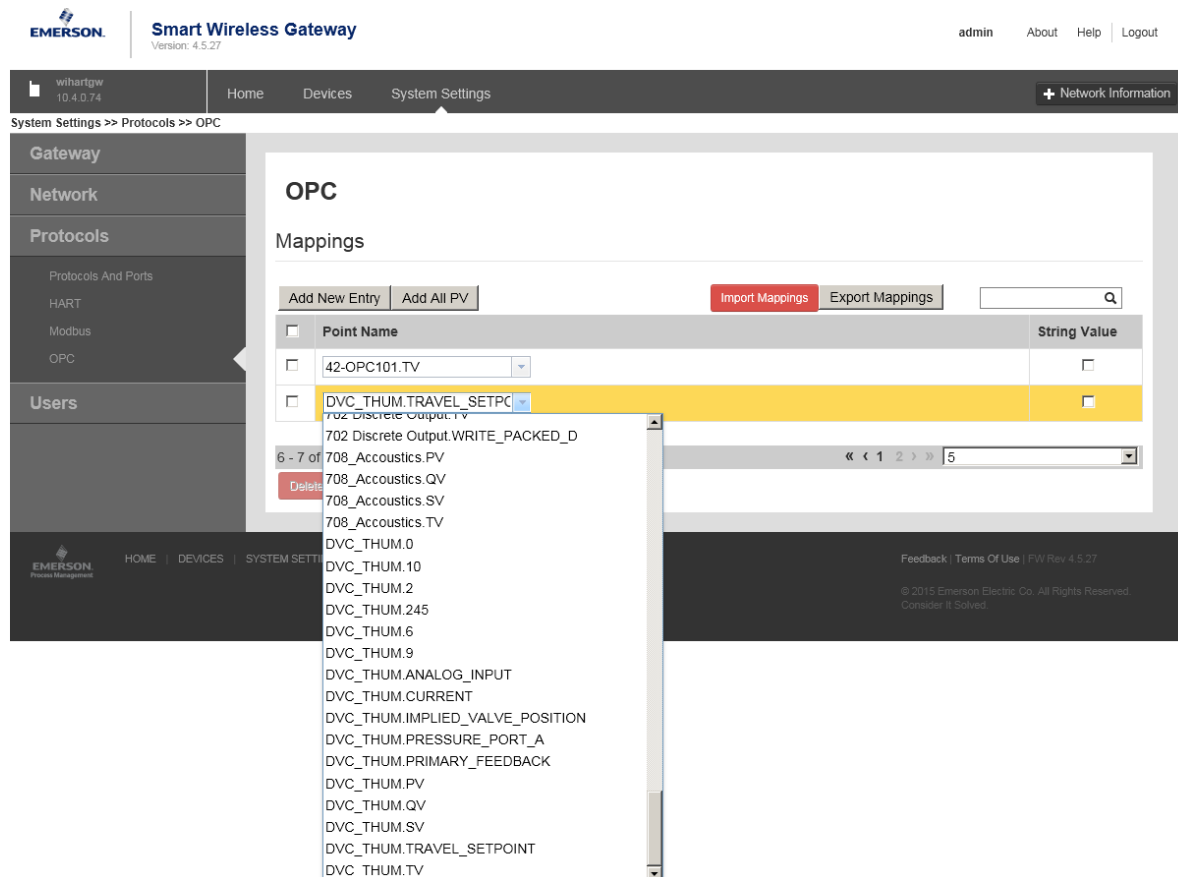 EMERSON.
Smart Wireless Gateway
Version: 4.5.27
admin About Help Logout
wihartgw
10.4.0.74
Home Devices System Settings
Network Information
System Settings >> Protocols >> OPC
Gateway
Network
Protocols
Protocols And Ports
HART
Modbus
OPC
Users
OPC
Mappings
Add New Entry Add All PV Import Mappings Export Mappings
Point Name String Value
42-OPC101.TV
DVC_THUM.TRAVEL_SETPO
702 Discrete Output.TV
702 Discrete Output.WRITE_PACKED_D
6 - 7 of 708_Accoustics.PV « ‹ 1 2 › » 5
708_Accoustics.QV
Delete
708_Accoustics.SV
708_Accoustics.TV
DVC_THUM.0
DVC_THUM.10
DVC_THUM.2
DVC_THUM.245
DVC_THUM.6
DVC_THUM.9
DVC_THUM.ANALOG_INPUT
DVC_THUM.CURRENT
DVC_THUM.IMPLIED_VALVE_POSITION
DVC_THUM.PRESSURE_PORT_A
DVC_THUM.PRIMARY_FEEDBACK
DVC_THUM.PV
DVC_THUM.QV
DVC_THUM.SV
DVC_THUM.TRAVEL_SETPOINT
DVC_THUM.TV
EMERSON.
Process Management
HOME | DEVICES | SYSTEM SETTI
Feedback | Terms Of Use | FW Rev 4.5.27
© 2015 Emerson Electric Co. All Rights Reserved.
Consider It Solved.